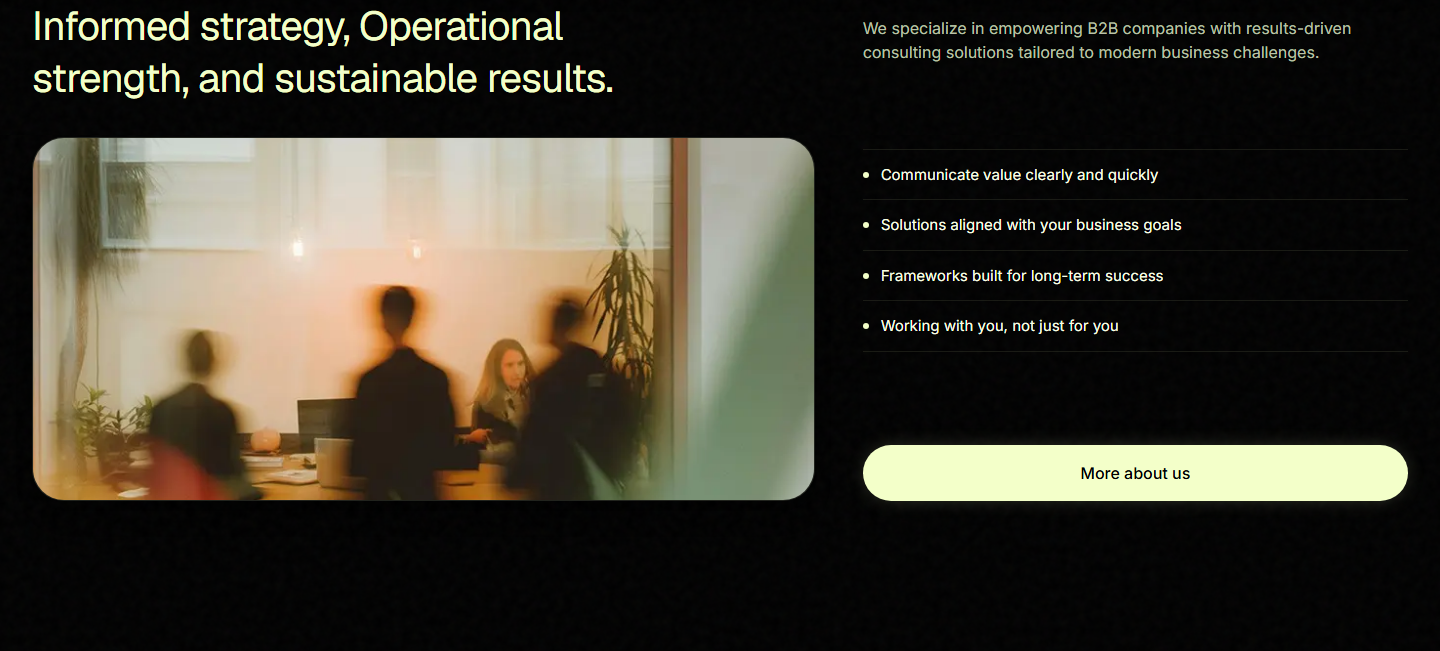 Informed strategy, Operational
strength, and sustainable results.
We specialize in empowering B2B companies with results-driven
consulting solutions tailored to modern business challenges.
Communicate value clearly and quickly
Solutions aligned with your business goals
Frameworks built for long-term success
Working with you, not just for you
More about us